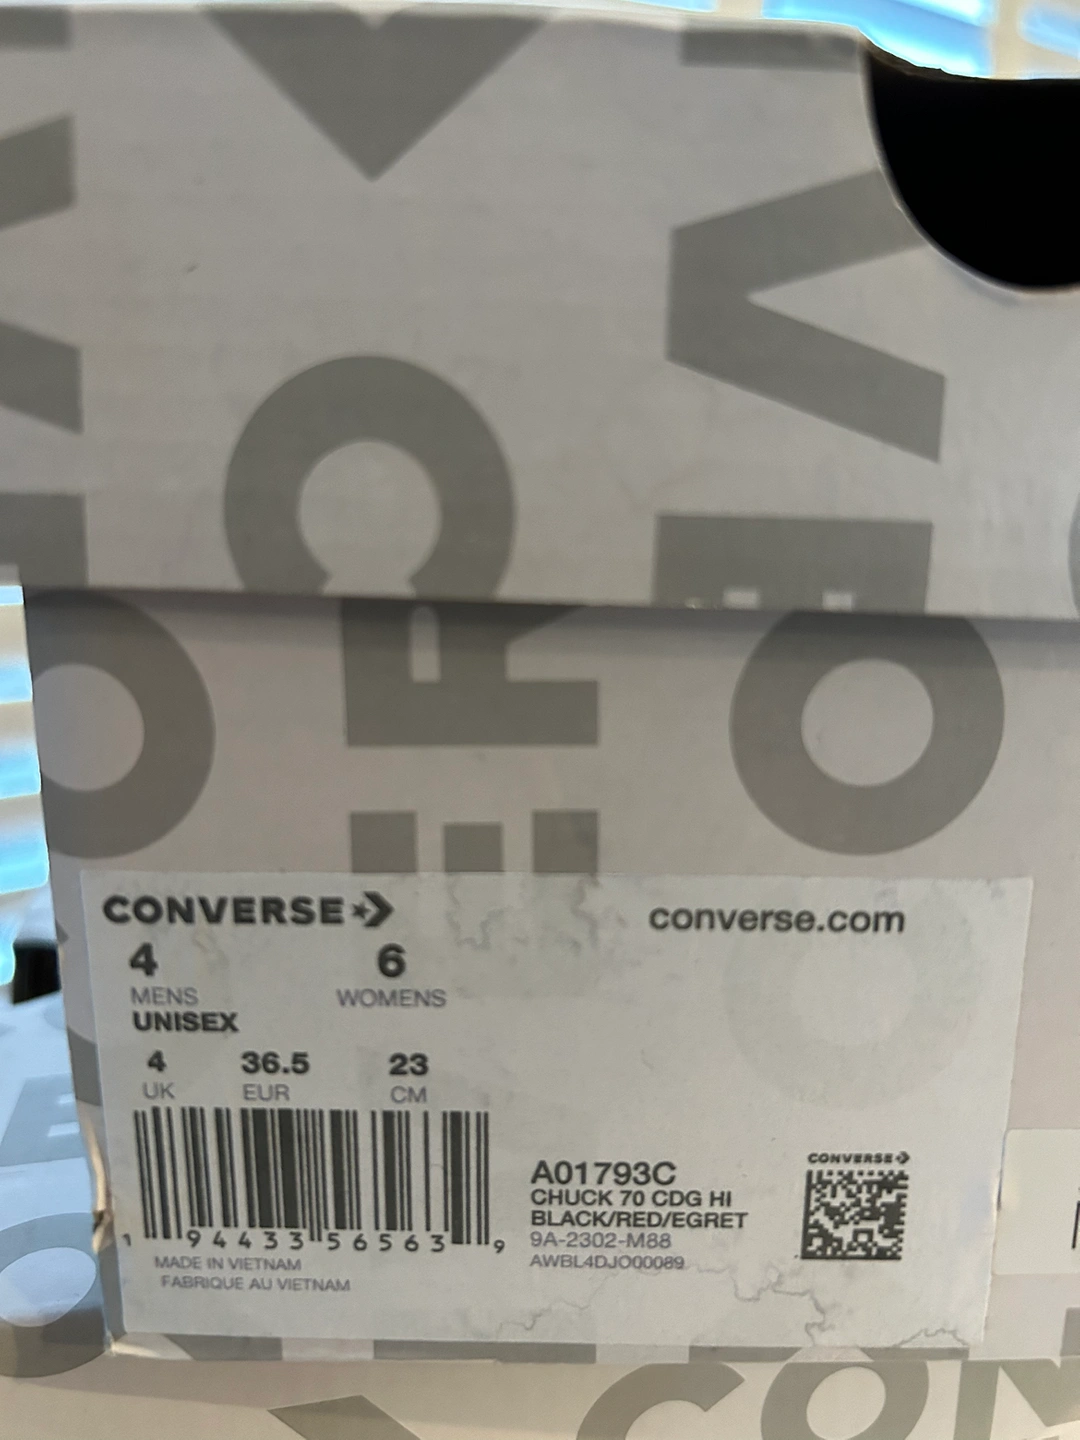 CONVERSE
converse.com
4 6
MENS WOMENS
UNISEX
4 36.5 23
UK EUR CM
1 94433 56563 9
MADE IN VIETNAM
FABRIQUE AU VIETNAM
A01793C
CHUCK 70 CDG HI
BLACK/RED/EGRET
9A-2302-M88
AWBL4DJO00089
CONVERSE